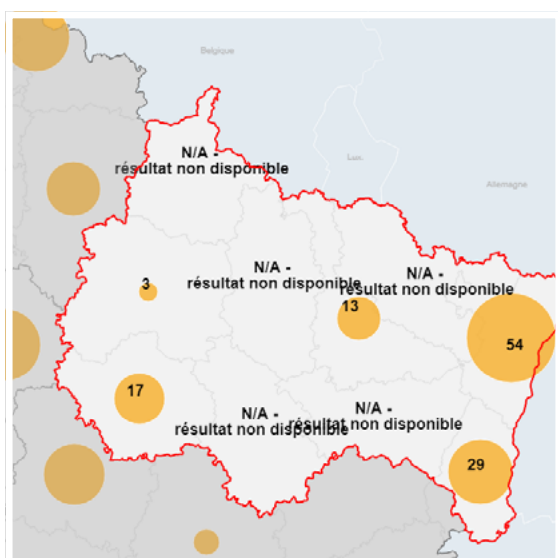 Belgique
N/A -
résultat non disponible
Luc.
Allemagne
N/A -
résultat non disponible
N/A -
résultat non disponible
3
13
54
17
N/A -
résultat non disponible
N/A -
résultat non disponible
29